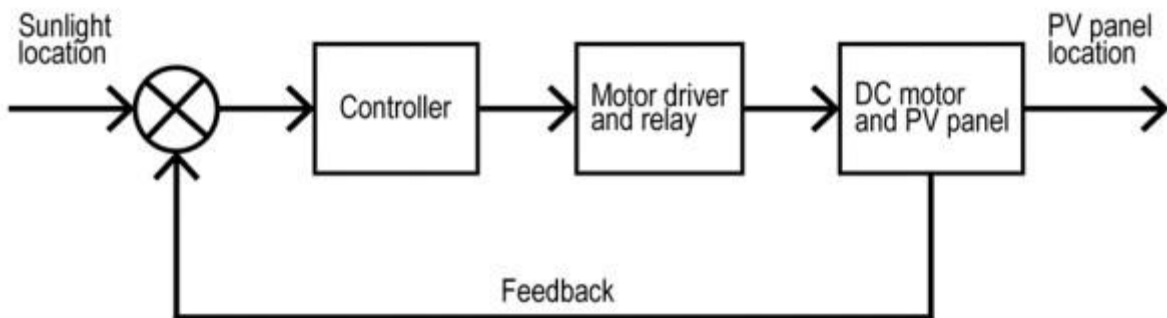 Sunlight
location
Controller
Motor driver
and relay
DC motor
and PV panel
PV panel
location
Feedback